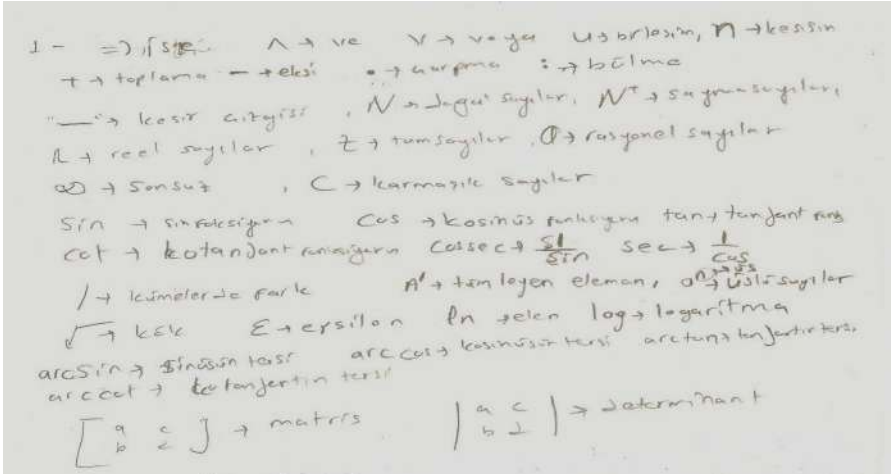 1 - => ise ∧ → ve ∨ → veya ∪ → birleşim, ∩ → kesişim
+ → toplama - → eksi • → çarpma : → bölme
"—" → kesir çizgisi, N → doğal sayılar, N⁺ → sayma sayıları,
R → reel sayılar, Z → tamsayılar, Q → rasyonel sayılar
∞ → sonsuz, C → karmaşık sayılar
sin → sin fonksiyonu Cos → kosinüs fonksiyonu tan → tanjant fonk
cot → kotanjant fonksiyonu Cossec → 1/sin sec → 1/cos
/ → kümelerde fark A' → tümleyen eleman, aⁿ → üslü sayılar
√ → kök Ɛ → epsilon ln → elen log → logaritma
arcsin → sinüsün tersi arccos → kosinüsün tersi arctan → tanjantın tersi.
arccot → kotanjantın tersi
[a c → matris |a c → determinant
b d] b d|